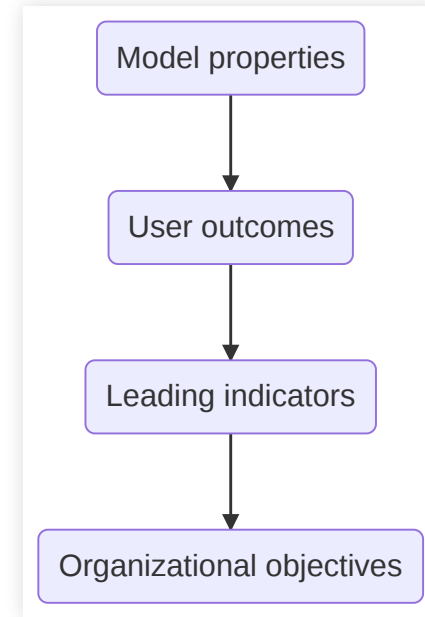 Model properties
User outcomes
Leading indicators
Organizational objectives